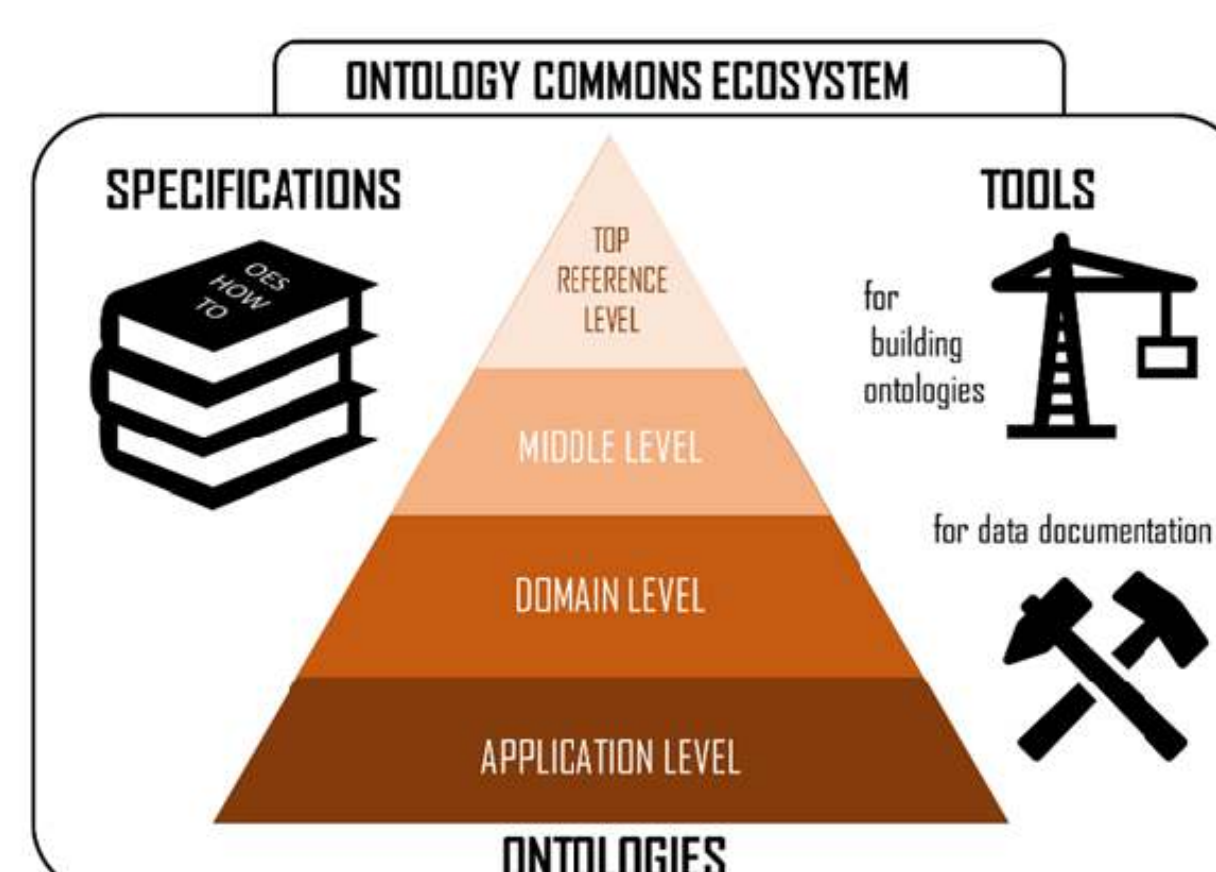 ONTOLOGY COMMONS ECOSYSTEM
SPECIFICATIONS
OES
HOW
TO
TOP
REFERENCE
LEVEL
MIDDLE LEVEL
DOMAIN LEVEL
APPLICATION LEVEL
ONTOLOGIES
TOOLS
for
building
ontologies
for data documentation